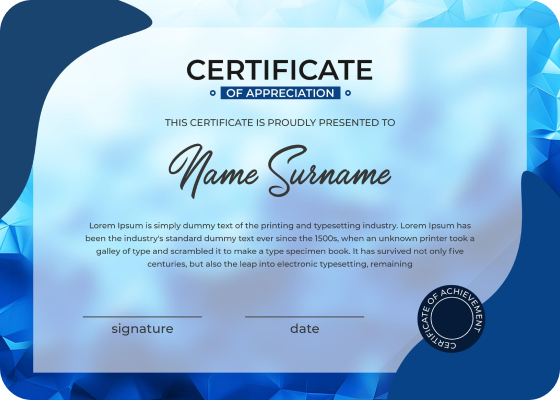 CERTIFICATE
OF APPRECIATION
THIS CERTIFICATE IS PROUDLY PRESENTED TO
Name Surname
Lorem Ipsum is simply dummy text of the printing and typesetting industry. Lorem Ipsum has
been the industry's standard dummy text ever since the 1500s, when an unknown printer took a
galley of type and scrambled it to make a type specimen book. It has survived not only five
centuries, but also the leap into electronic typesetting, remaining
signature
date
CERTIFICATE OF ACHIEVEMENT